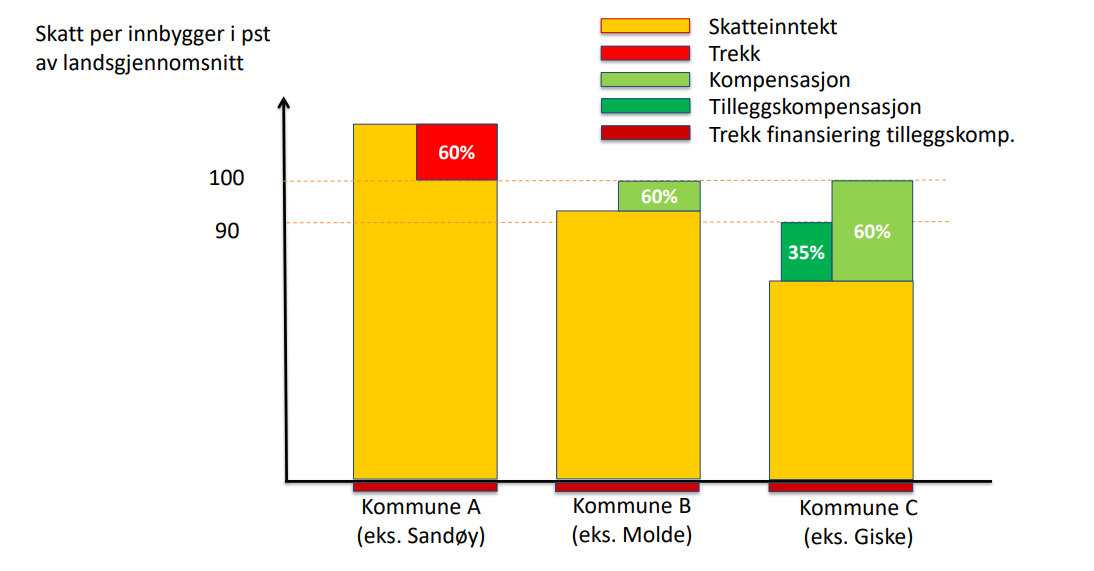 Skatt per innbygger i pst
av landsgjennomsnitt
Skatteinntekt
Trekk
Kompensasjon
Tilleggskompensasjon
Trekk finansiering tilleggskomp.
100
90
60%
60%
35%
60%
Kommune A
(eks. Sandøy)
Kommune B
(eks. Molde)
Kommune C
(eks. Giske)